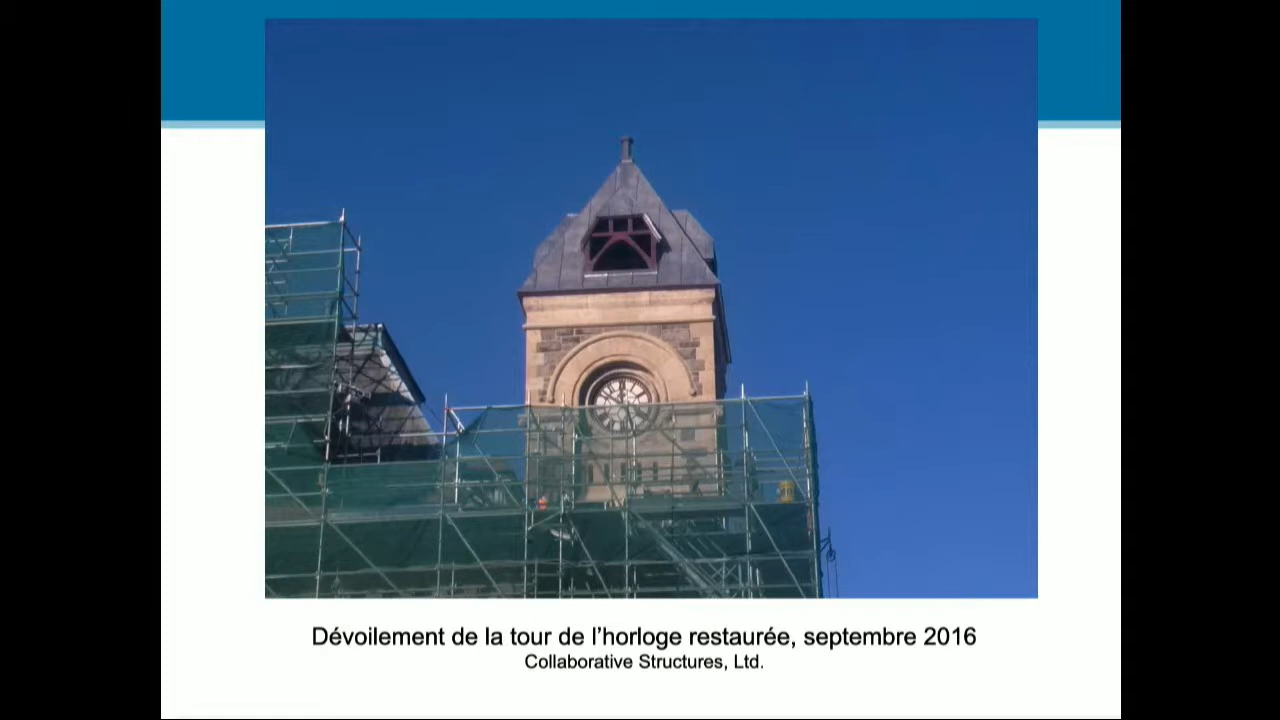 Dévoilement de la tour de l’horloge restaurée, septembre 2016
Collaborative Structures, Ltd.